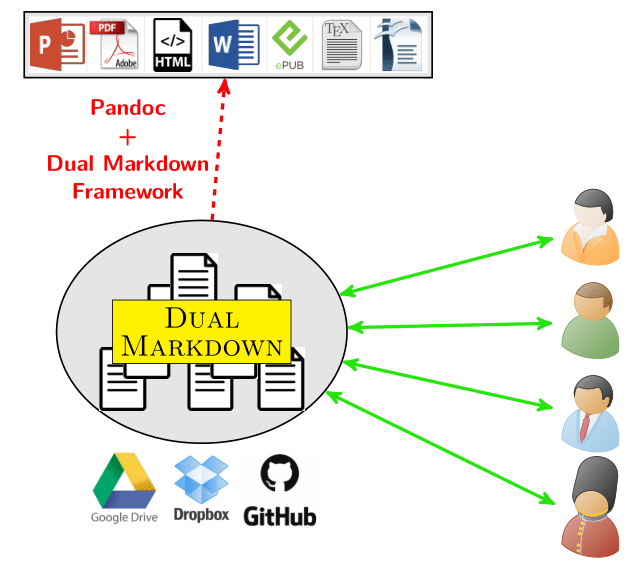 P
PDF
Adobe
</>
HTML
W
ePUB
TEX
Pandoc
+
Dual Markdown
Framework
DUAL
MARKDOWN
Google Drive
Dropbox
GitHub